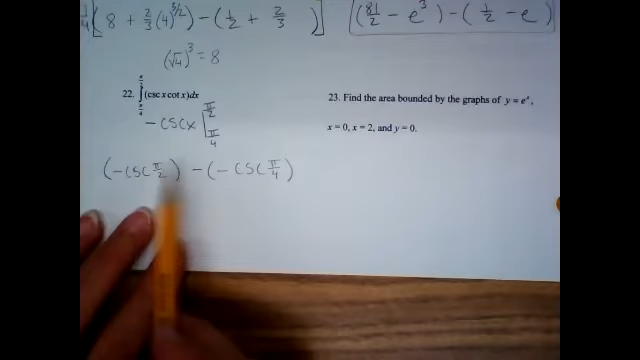 1/4 [ 8 + 2/3 (4)^3/2 ) - ( 1/2 + 2/3 ) ]
(√4)^3 = 8
22. ∫ (csc x cot x)dx
- csc x | π/2 π/4
(- csc π/2 ) - (- csc π/4 )
( 81/2 - e^3 ) - ( 1/2 - e )
23. Find the area bounded by the graphs of y = e^x,
x = 0, x = 2, and y = 0.